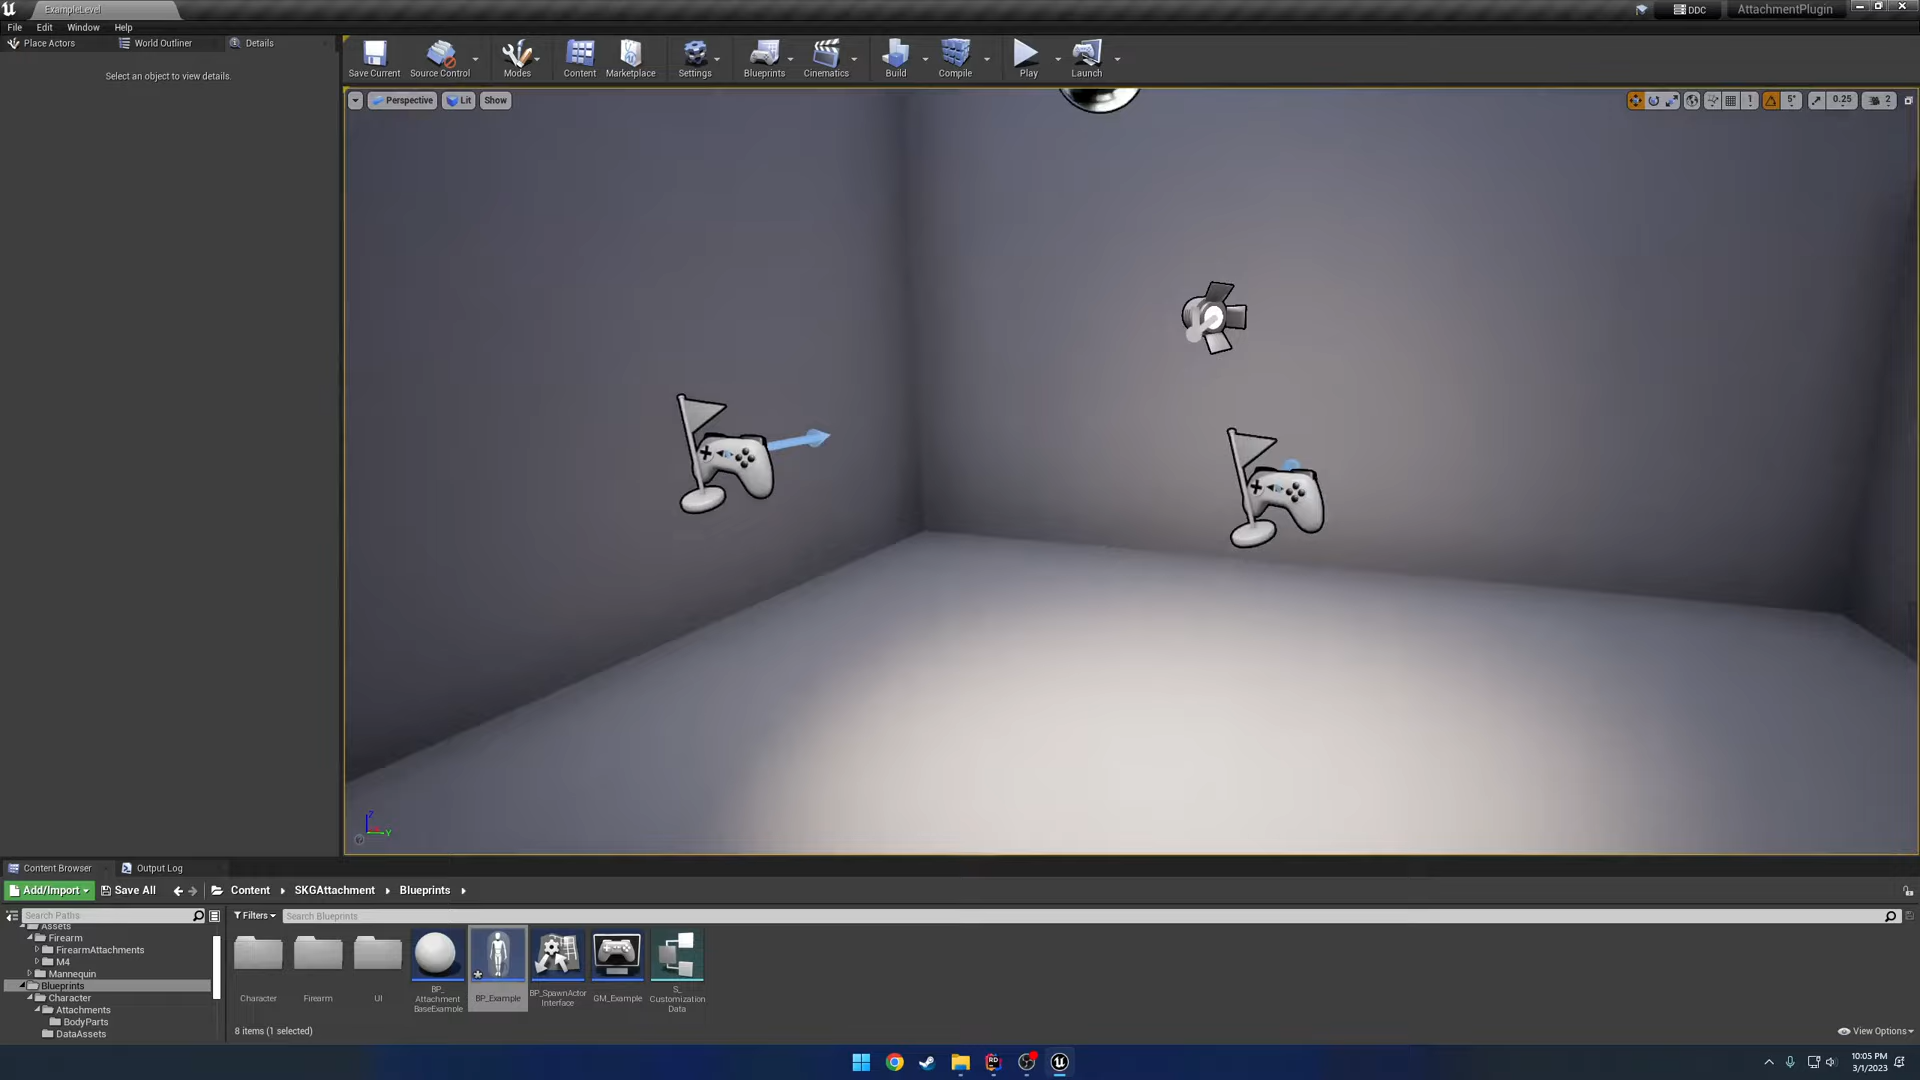 ExampleLevel
DDC
AttachmentPlugin
File Edit Window Help
Place Actors World Outliner Details
Select an object to view details.
Save Current Source Control Modes Content Marketplace Settings Blueprints Cinematics Build Compile Play Launch
Perspective Lit Show
1 5° 0.25 2
Z
Y
Content Browser Output Log
Add/Import Save All Content SKGAttachment Blueprints
Search Paths
Filters Search Blueprints
Assets
Firearm
FirearmAttachments
M4
Mannequin
Blueprints
Character
Attachments
BodyParts
DataAssets
Character
Firearm
UI
BP_
Attachment
BaseExample
BP_Example
BP_SpawnActor
Interface
GM_Example
S_
Customization
Data
8 items (1 selected)
View Options
RD
10:05 PM
3/1/2023